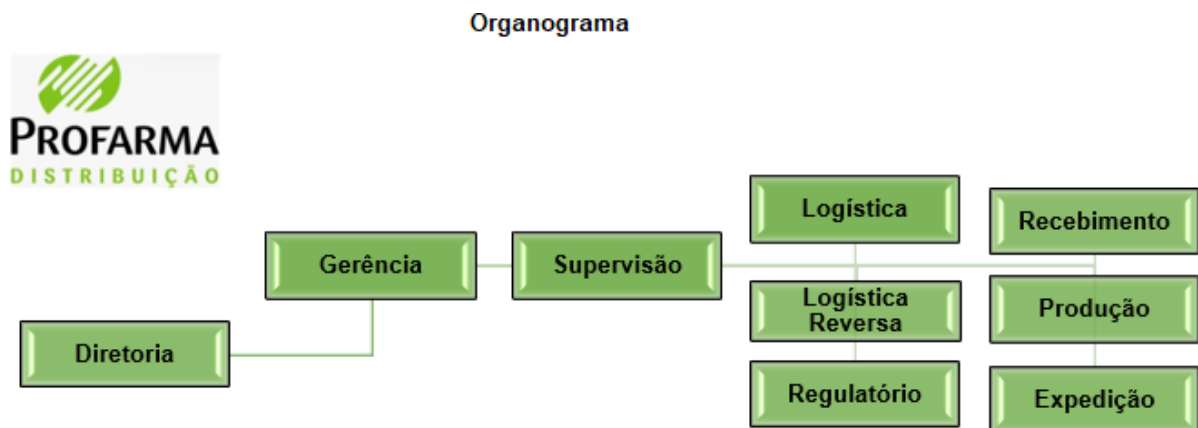 Organograma
PROFARMA
DISTRIBUIÇÃO
Logística
Recebimento
Gerência
Supervisão
Logística
Reversa
Produção
Diretoria
Regulatório
Expedição